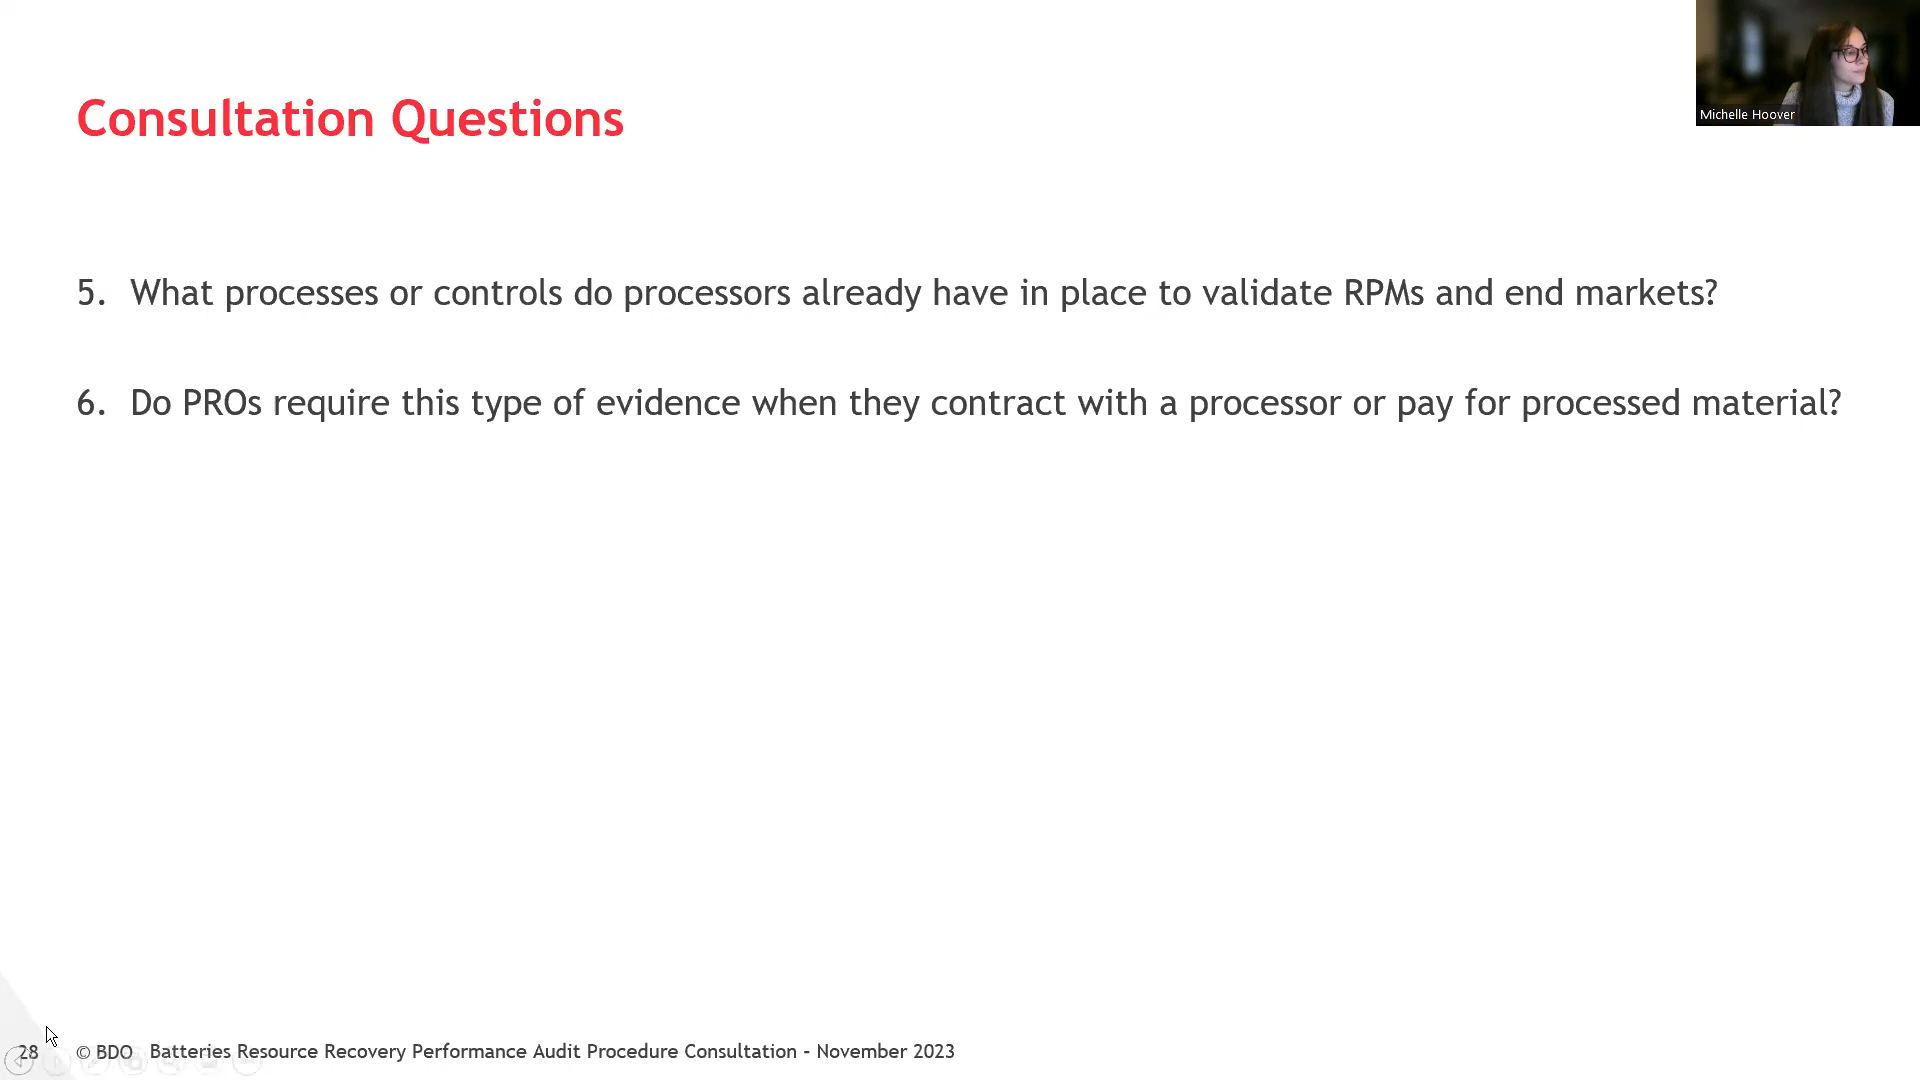 Michelle Hoover
Consultation Questions
5. What processes or controls do processors already have in place to validate RPMs and end markets?
6. Do PROs require this type of evidence when they contract with a processor or pay for processed material?
28 © BDO Batteries Resource Recovery Performance Audit Procedure Consultation - November 2023